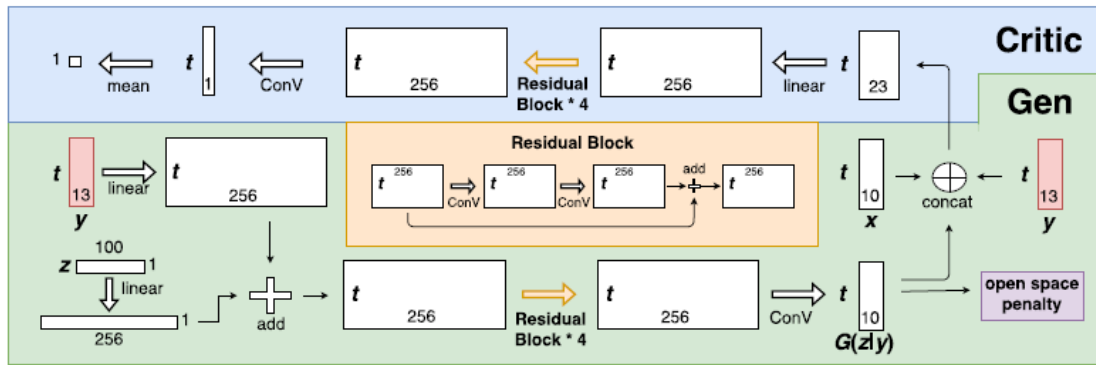 Critic
1
mean
t
1
ConV
t
256
Residual
Block * 4
t
256
linear
t
23
Gen
t
13
y
linear
t
256
Residual Block
t
256
ConV
t
256
ConV
t
256
add
t
256
t
10
x
concat
t
13
y
100
z
1
linear
1
256
add
t
256
Residual
Block * 4
t
256
ConV
t
10
G(z|y)
open space
penalty